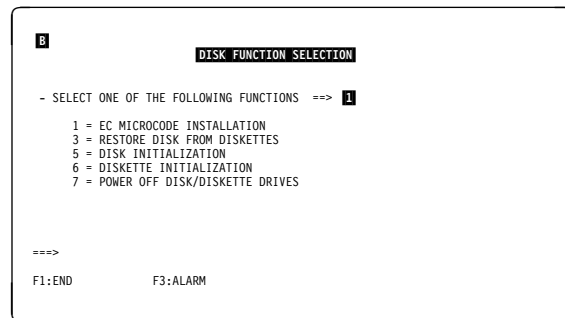 B
DISK FUNCTION SELECTION
- SELECT ONE OF THE FOLLOWING FUNCTIONS ==> 1
1 = EC MICROCODE INSTALLATION
3 = RESTORE DISK FROM DISKETTES
5 = DISK INITIALIZATION
6 = DISKETTE INITIALIZATION
7 = POWER OFF DISK/DISKETTE DRIVES
===>
F1:END F3:ALARM